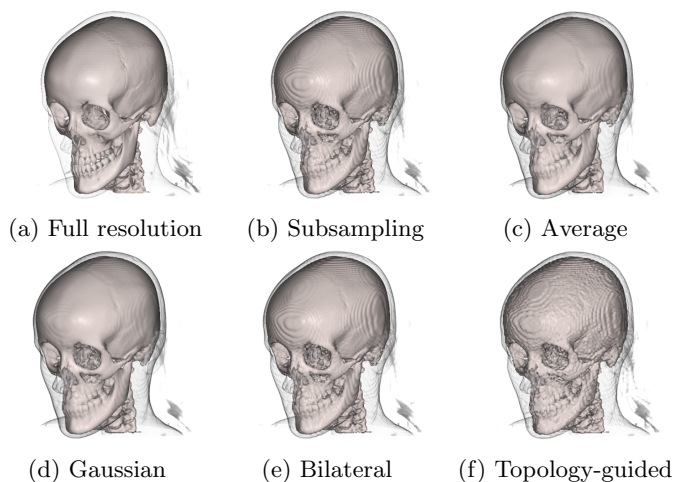 (a) Full resolution
(b) Subsampling
(c) Average
(d) Gaussian
(e) Bilateral
(f) Topology-guided